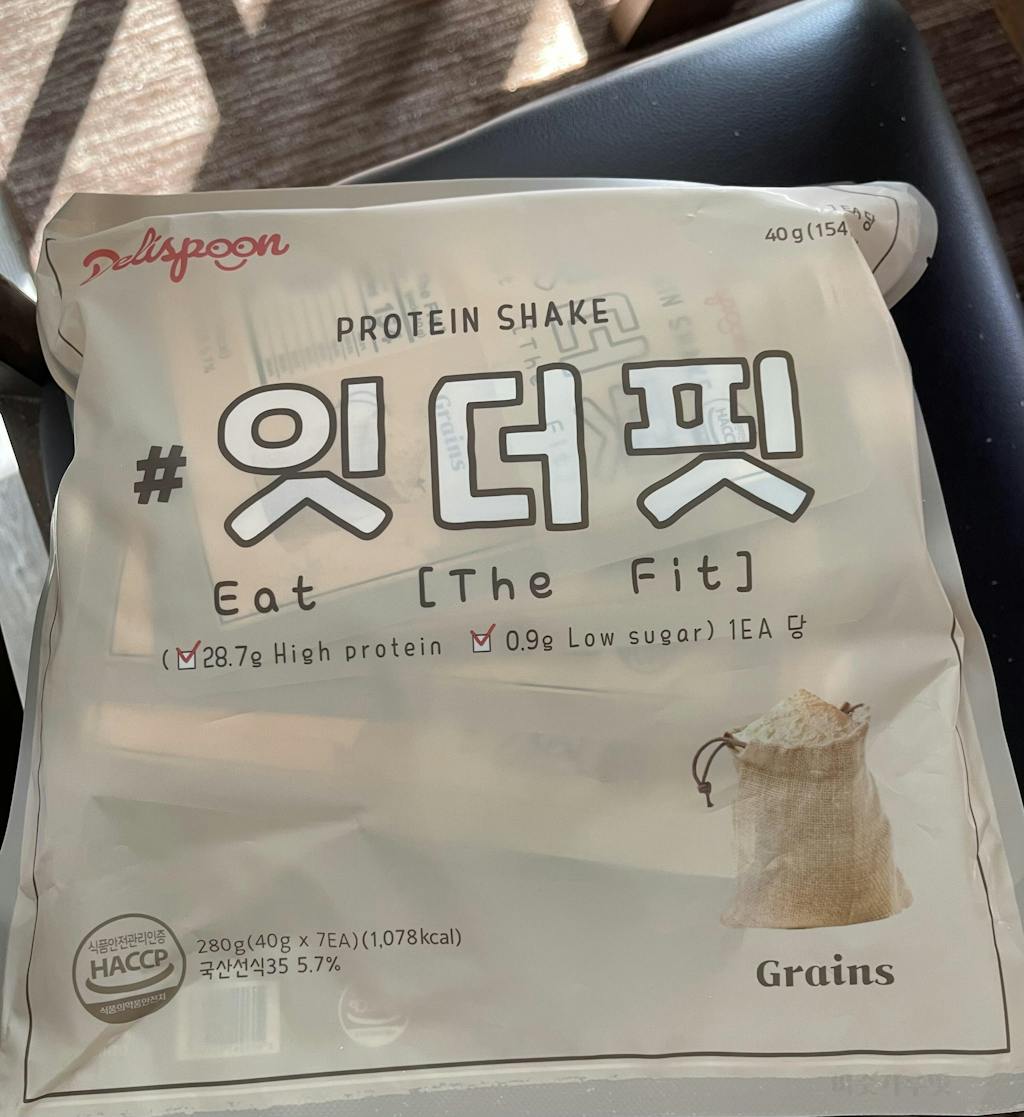 Delispoon
1EA 당
40g(154
PROTEIN SHAKE
#잇더핏
Eat [The Fit]
(28.7g High protein 0.9g Low sugar) 1EA 당
식품안전관리인증
HACCP
식품의약품안전처
280g(40g x 7EA)(1,078kcal)
국산선식35 5.7%
Grains